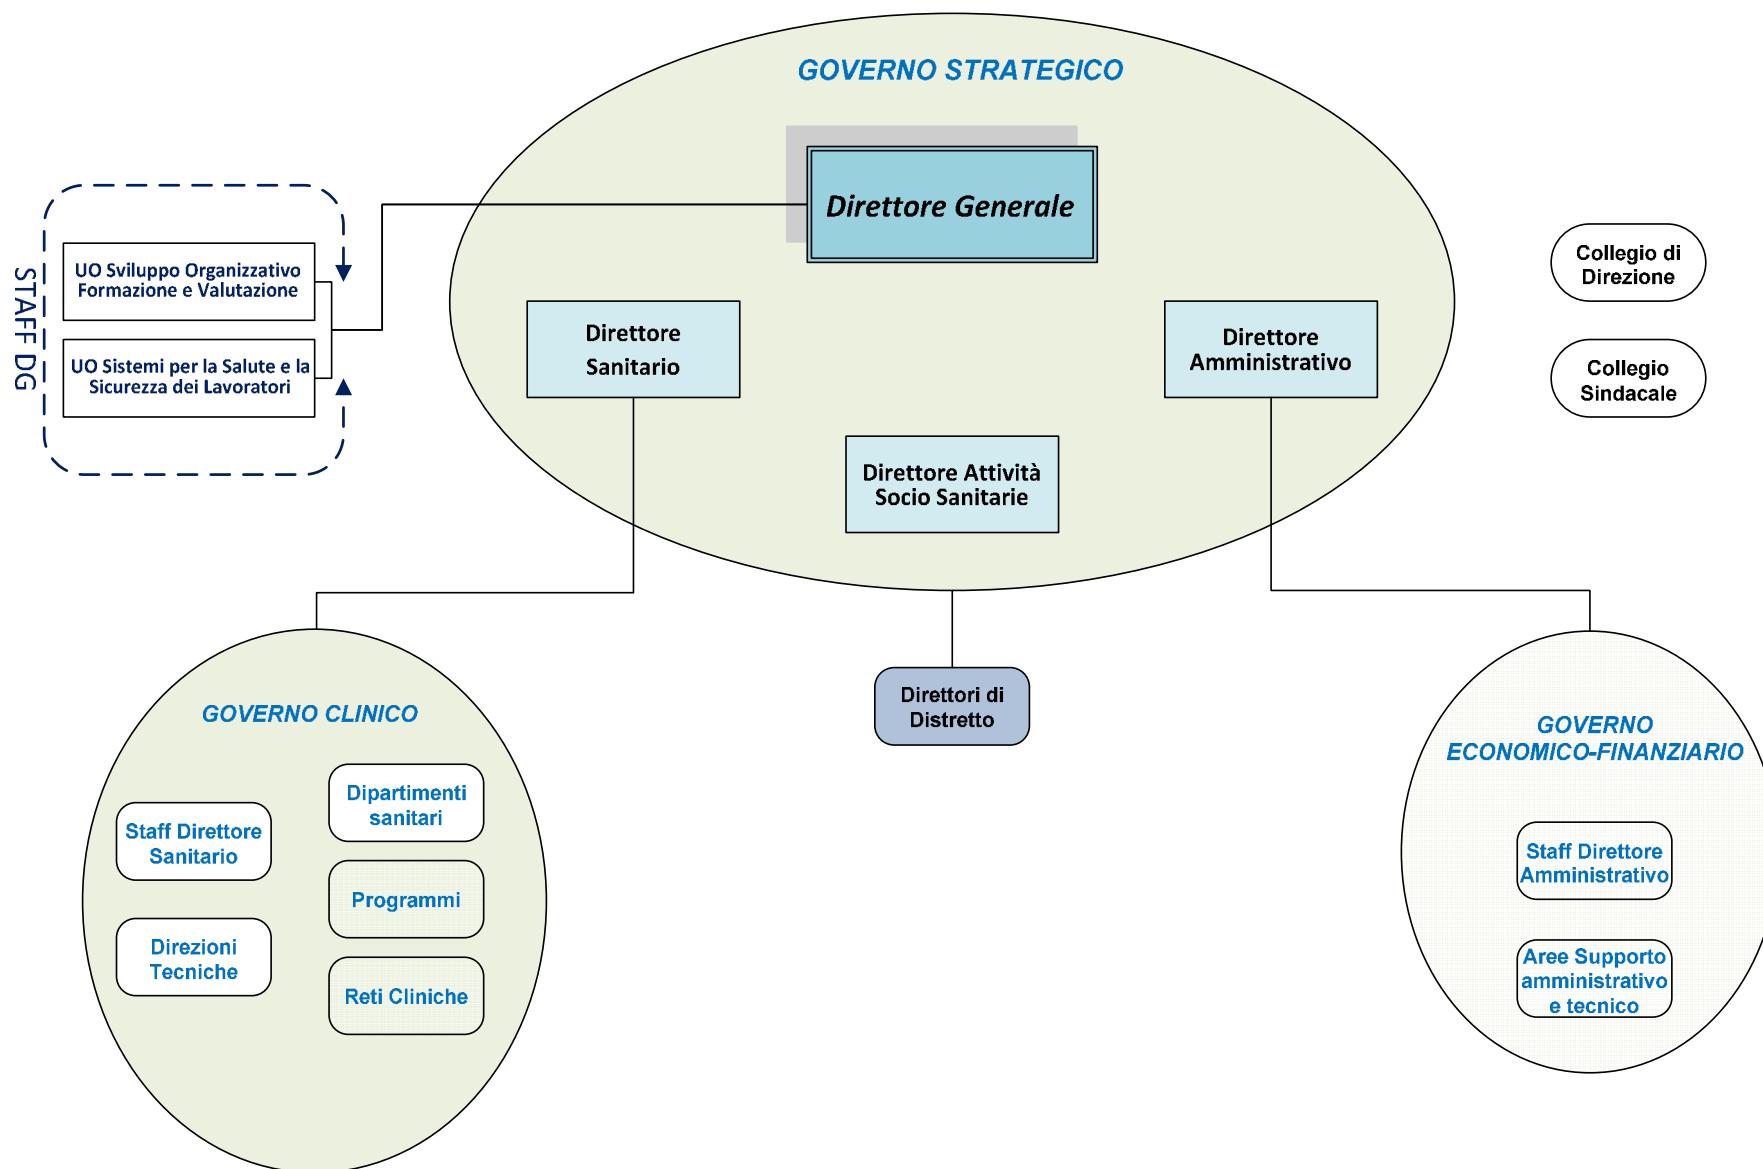 GOVERNO STRATEGICO
Direttore Generale
STAFF DG
UO Sviluppo Organizzativo
Formazione e Valutazione
UO Sistemi per la Salute e la
Sicurezza dei Lavoratori
Direttore
Sanitario
Direttore
Amministrativo
Direttore Attività
Socio Sanitarie
Collegio di
Direzione
Collegio
Sindacale
Direttori di
Distretto
GOVERNO CLINICO
Staff Direttore
Sanitario
Direzioni
Tecniche
Dipartimenti
sanitari
Programmi
Reti Cliniche
GOVERNO
ECONOMICO-FINANZIARIO
Staff Direttore
Amministrativo
Aree Supporto
amministrativo
e tecnico